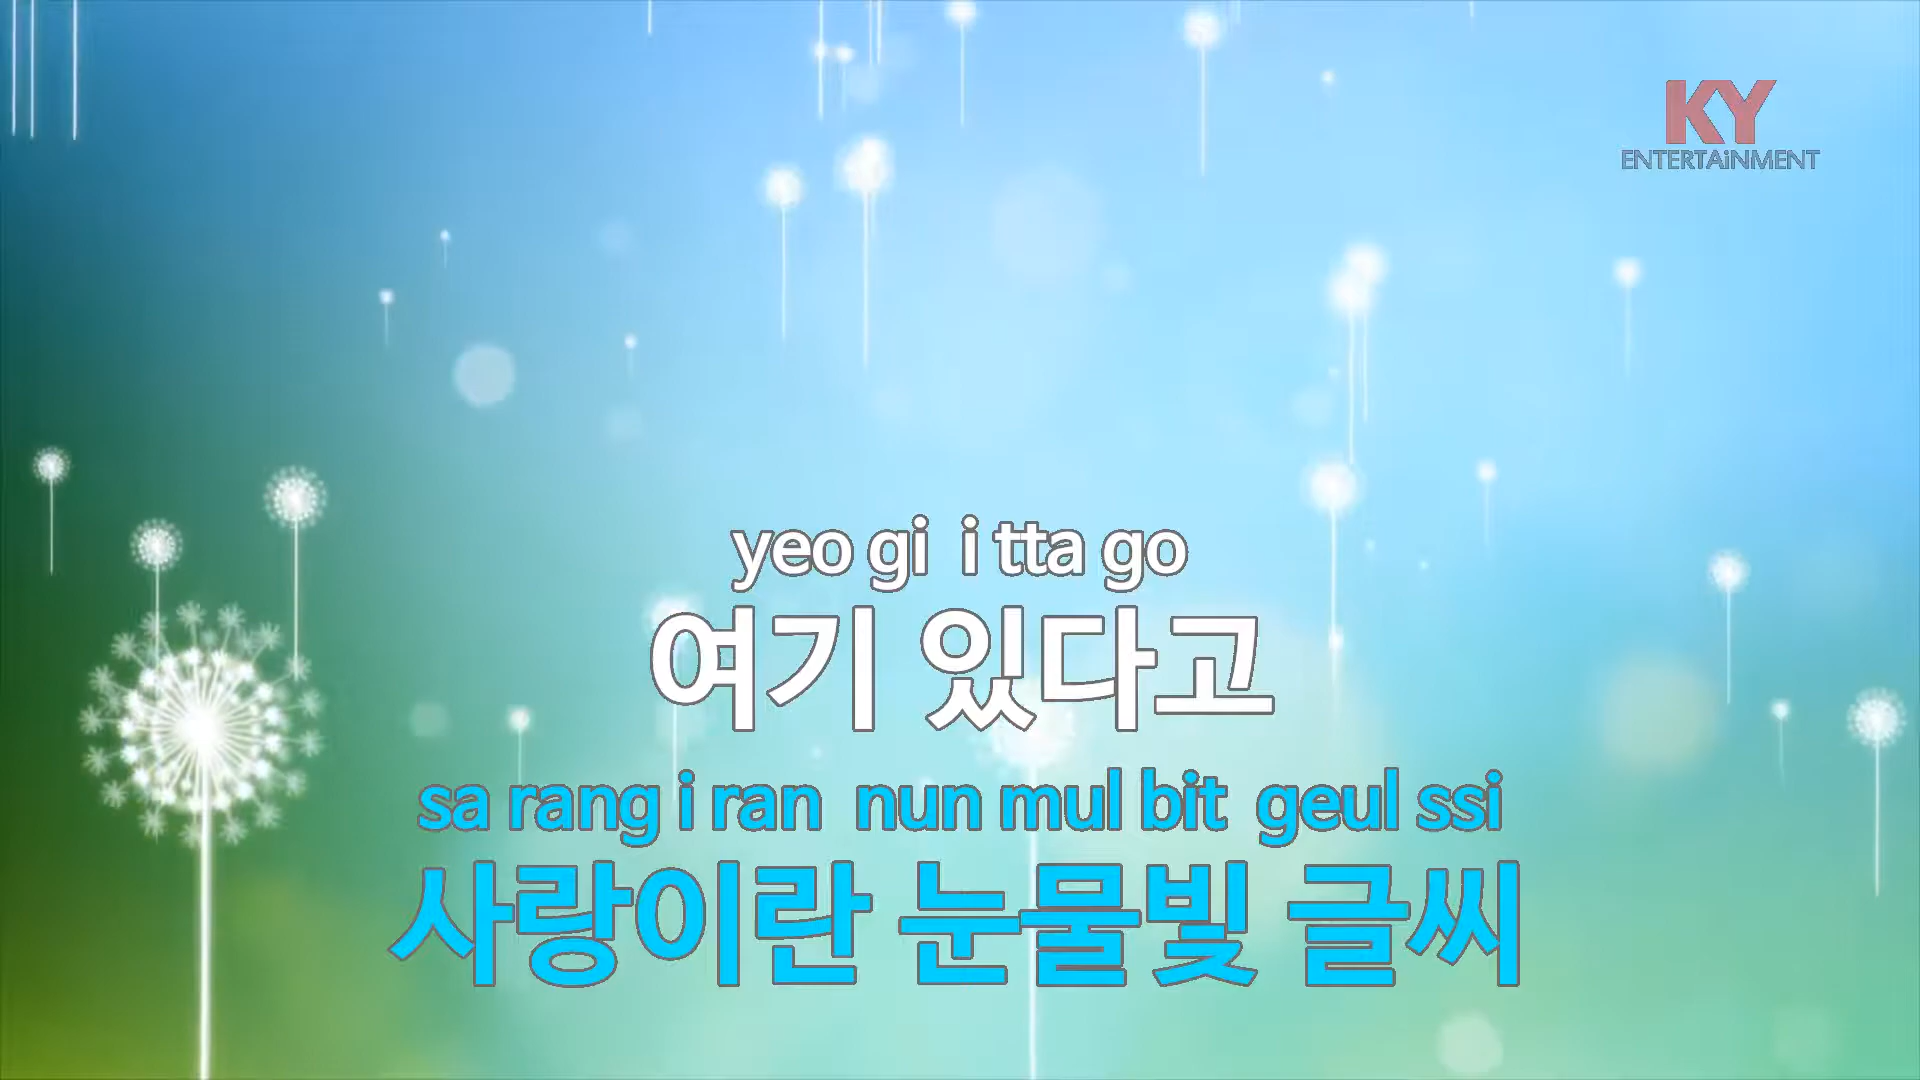 KY
ENTERTAiNMENT
yeo gi i tta go
여기 있다고
sa rang i ran nun mul bit geul ssi
사랑이란 눈물빛 글씨